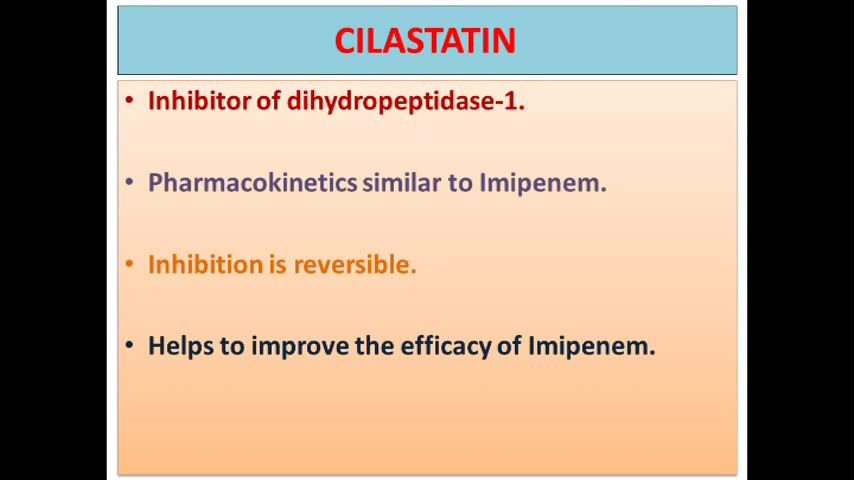 CILASTATIN
• Inhibitor of dihydropeptidase-1.
• Pharmacokinetics similar to Imipenem.
• Inhibition is reversible.
• Helps to improve the efficacy of Imipenem.